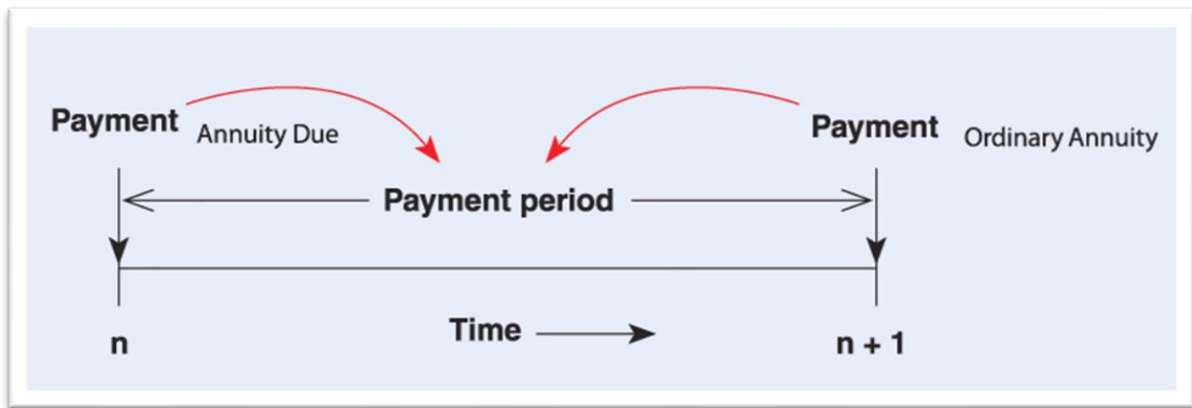 Payment Annuity Due
Payment Ordinary Annuity
Payment period
Time
n
n + 1